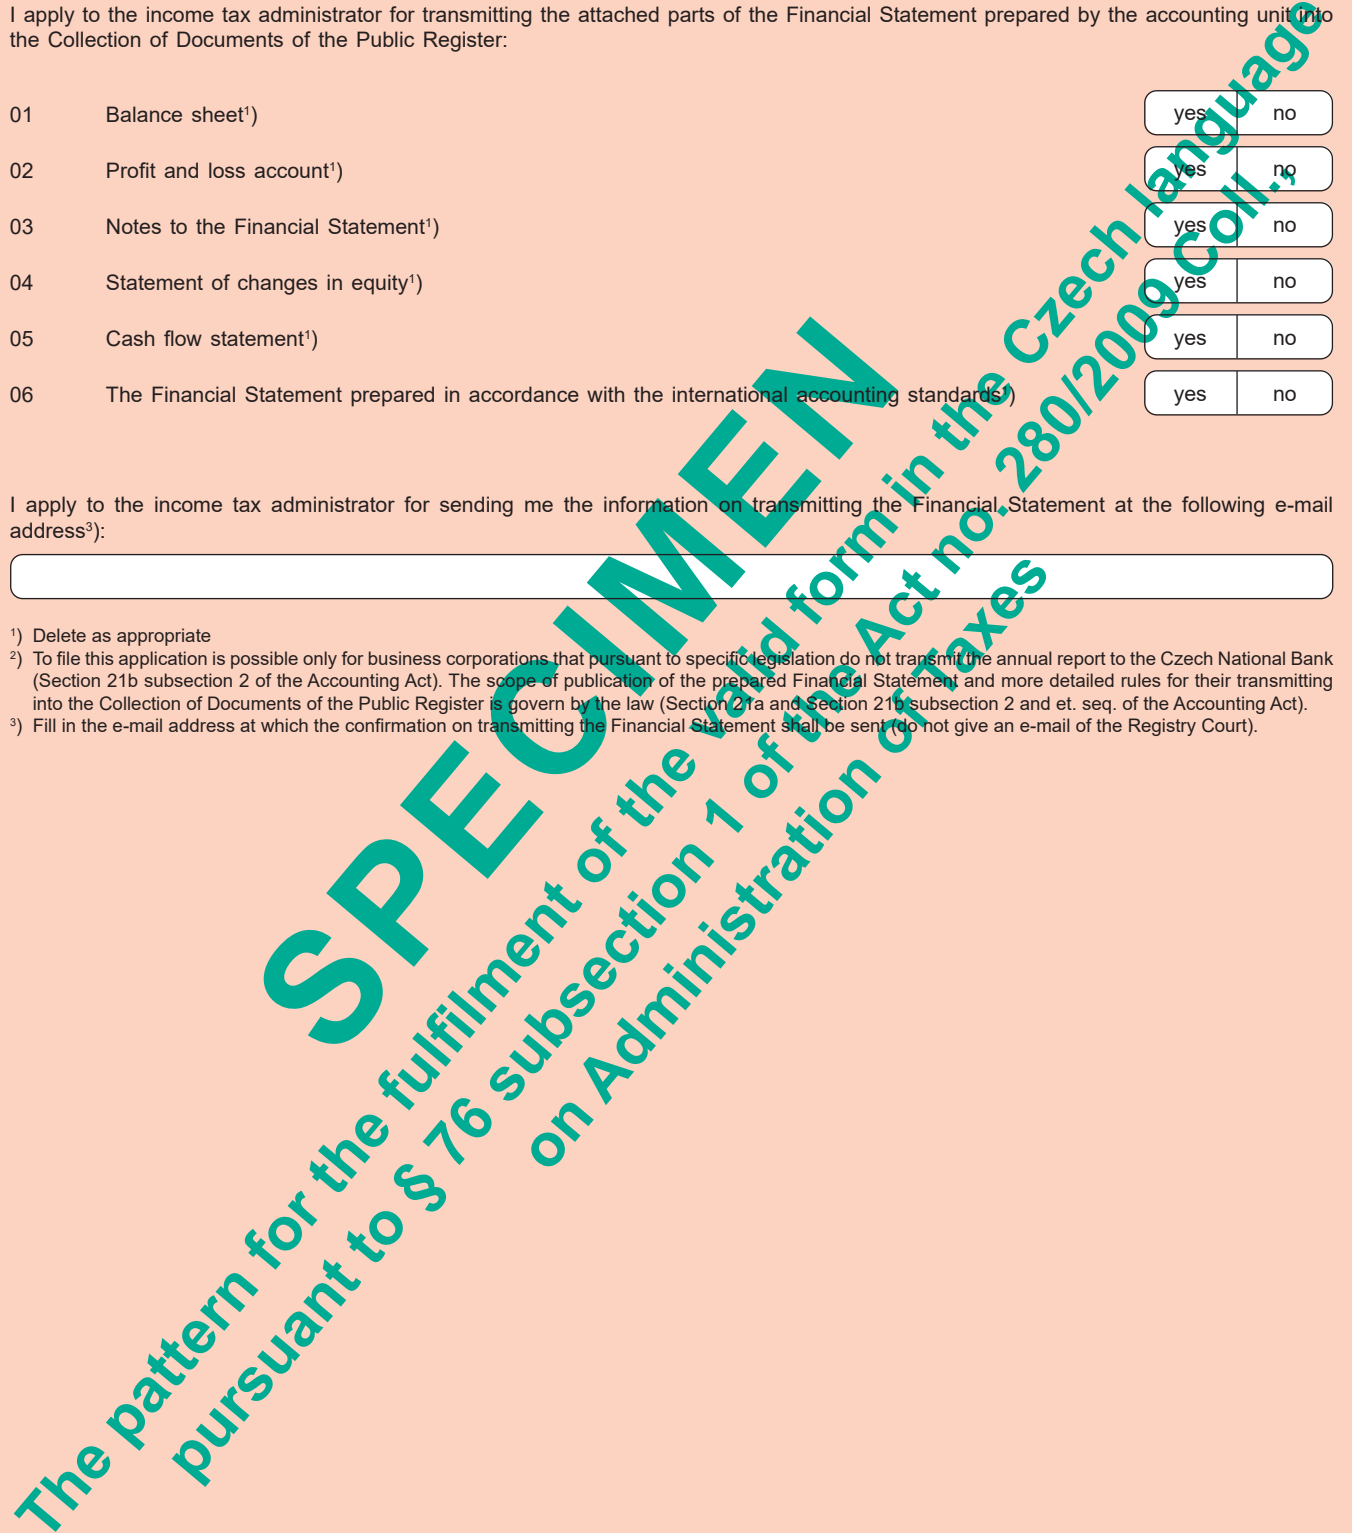 I apply to the income tax administrator for transmitting the attached parts of the Financial Statement prepared by the accounting unit into
the Collection of Documents of the Public Register:
01 Balance sheet¹) yes no
02 Profit and loss account¹) yes no
03 Notes to the Financial Statement¹) yes no
04 Statement of changes in equity¹) yes no
05 Cash flow statement¹) yes no
06 The Financial Statement prepared in accordance with the international accounting standards¹) yes no
I apply to the income tax administrator for sending me the information on transmitting the Financial Statement at the following e-mail
address³):
¹) Delete as appropriate
²) To file this application is possible only for business corporations that pursuant to specific legislation do not transmit the annual report to the Czech National Bank
(Section 21b subsection 2 of the Accounting Act). The scope of publication of the prepared Financial Statement and more detailed rules for their transmitting
into the Collection of Documents of the Public Register is govern by the law (Section 21a and Section 21b subsection 2 and et. seq. of the Accounting Act).
³) Fill in the e-mail address at which the confirmation on transmitting the Financial Statement shall be sent (do not give an e-mail of the Registry Court).
SPECIMEN
The pattern for the fulfilment of the valid form in the Czech language
pursuant to § 76 subsection 1 of the Act no. 280/2009 Coll.,
on Administration of Taxes